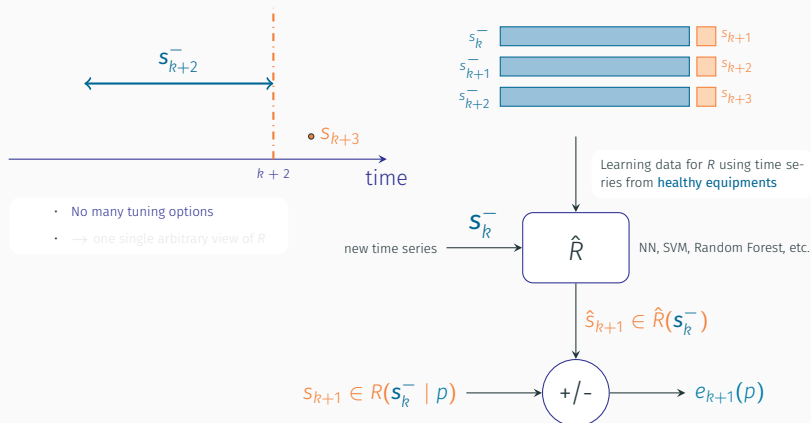 s⁻ₖ₊₂
sₖ₊₃
k + 2
time
· No many tuning options
· → one single arbitrary view of R
s⁻ₖ sₖ₊₁
s⁻ₖ₊₁ sₖ₊₂
s⁻ₖ₊₂ sₖ₊₃
Learning data for R using time se-
ries from healthy equipments
new time series
s⁻ₖ
R̂
NN, SVM, Random Forest, etc.
ŝₖ₊₁ ∈ R̂(s⁻ₖ)
sₖ₊₁ ∈ R(s⁻ₖ | p)
+/-
eₖ₊₁(p)